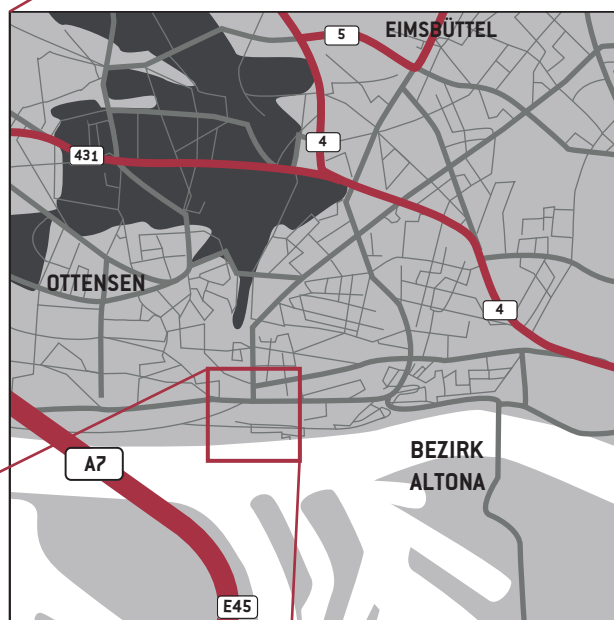 5
EIMSBÜTTEL
4
431
OTTENSEN
4
BEZIRK
ALTONA
A7
E45